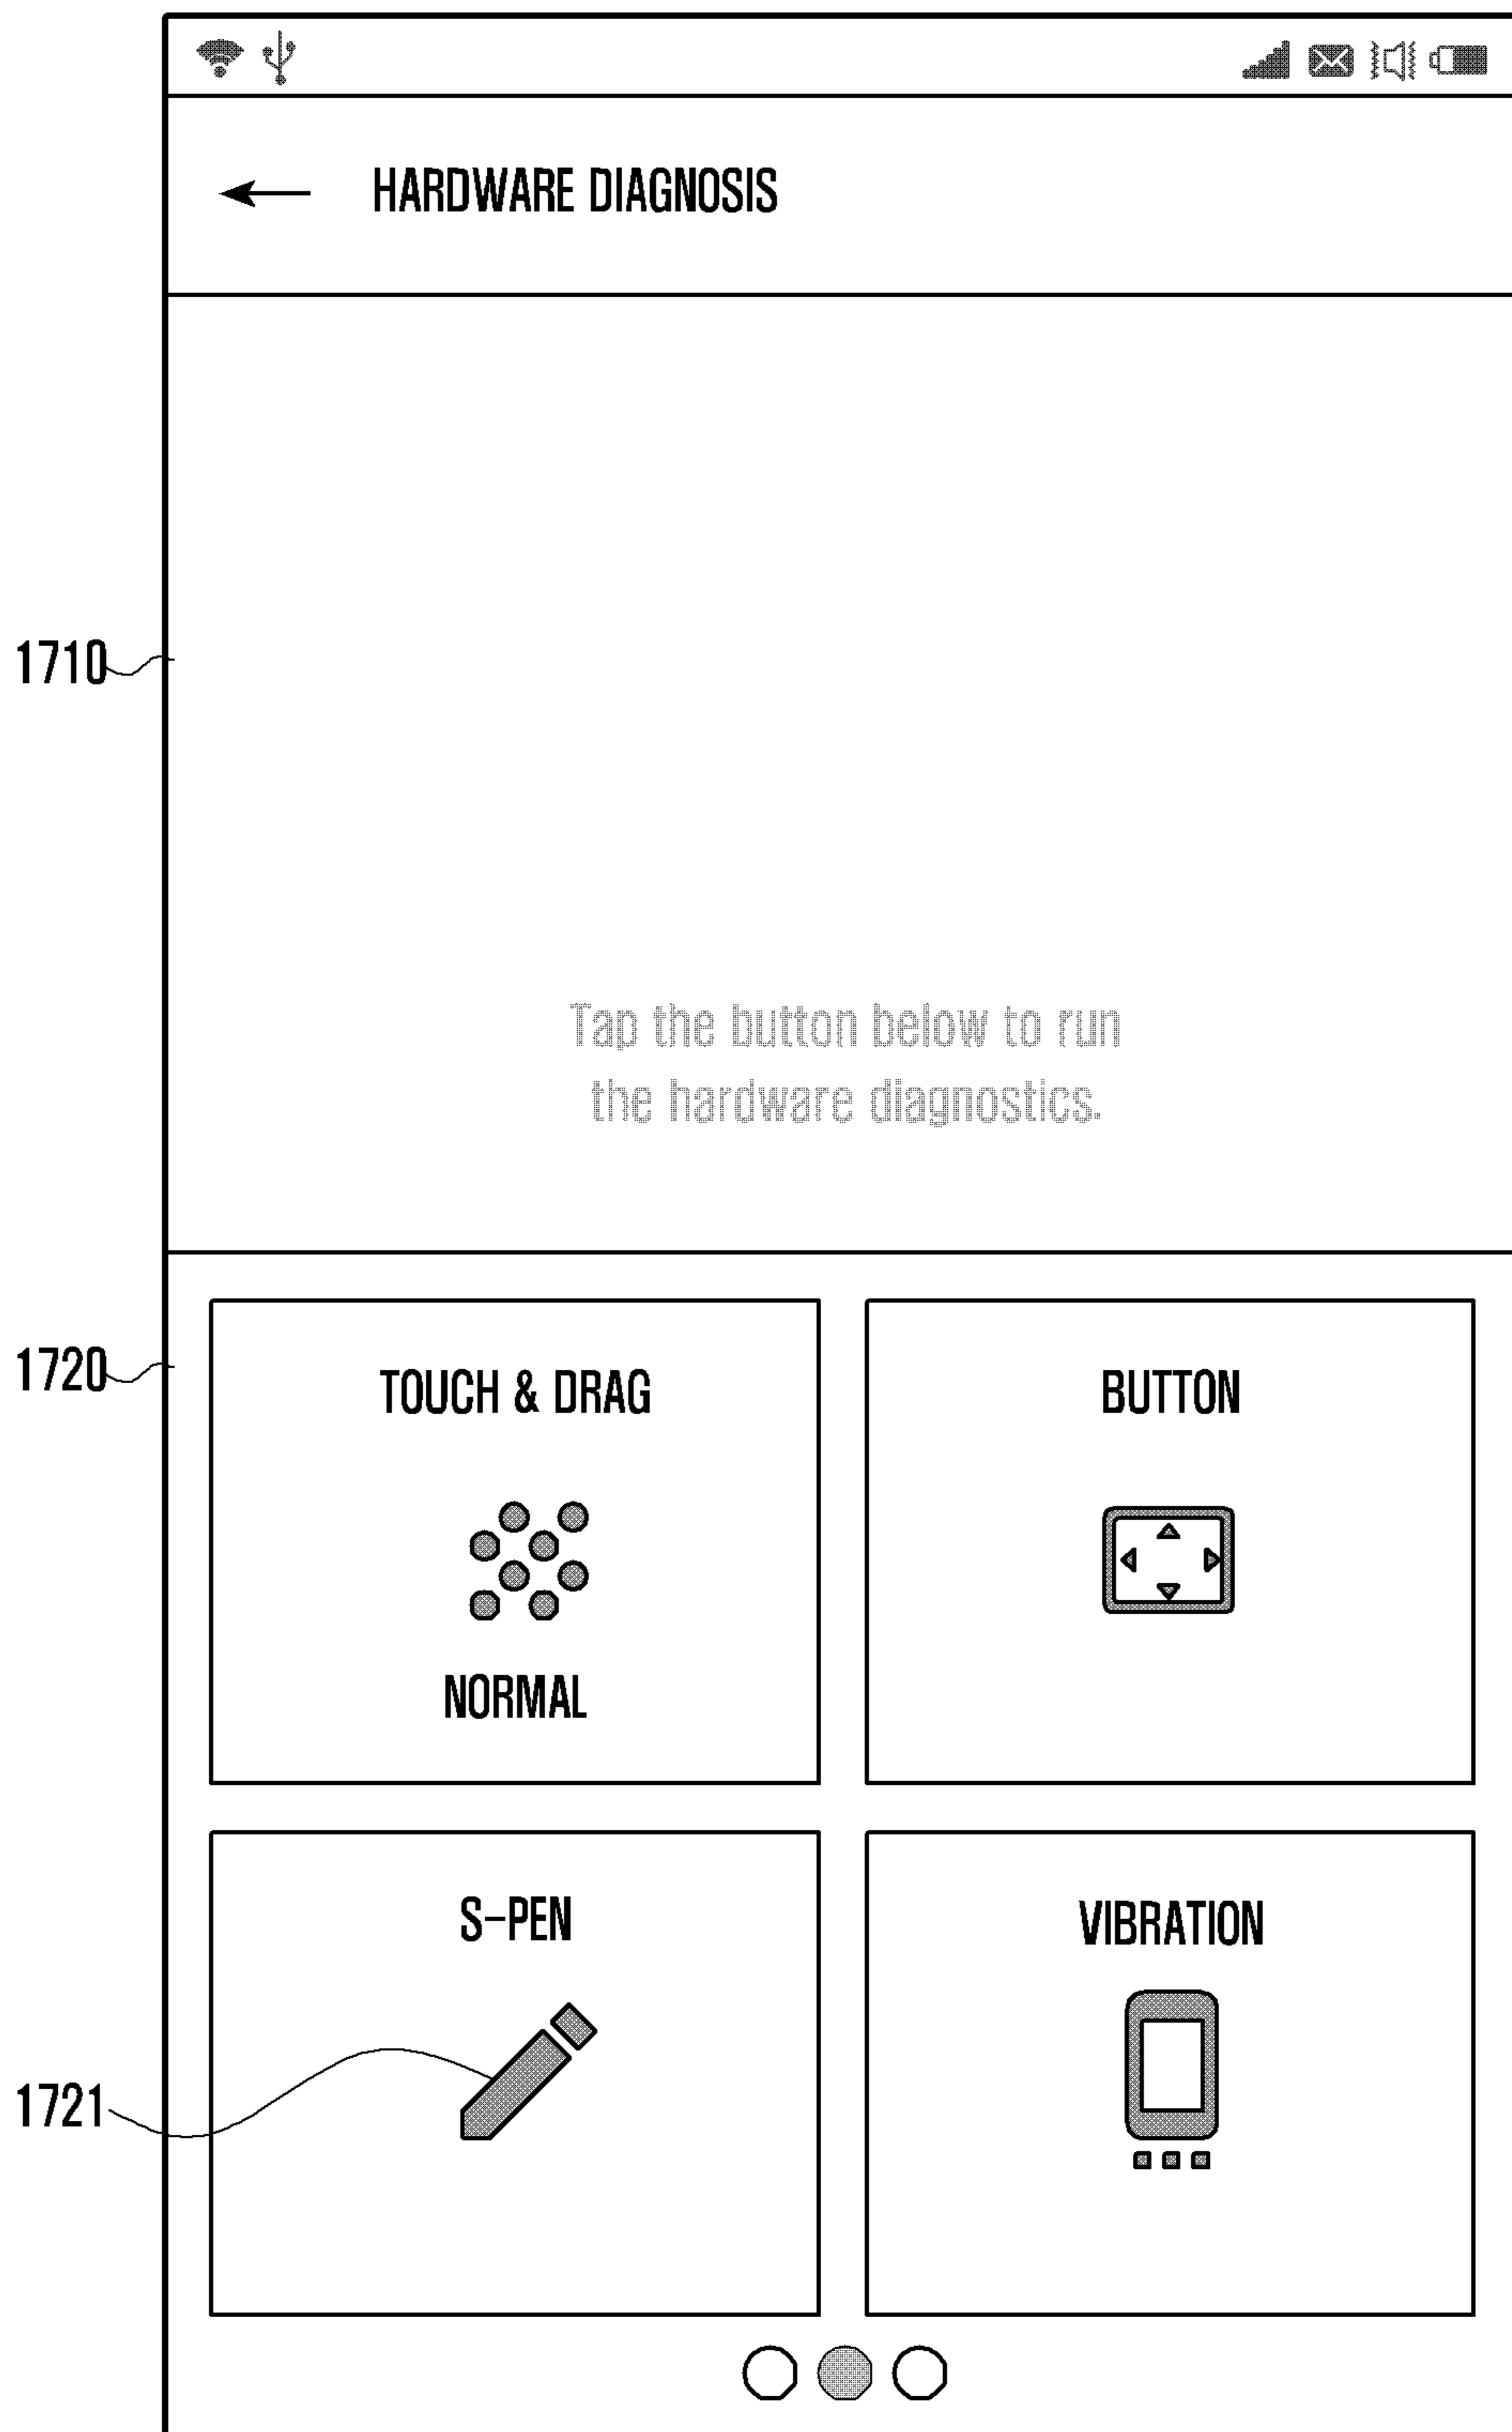 HARDWARE DIAGNOSIS
1710
Tap the button below to run
the hardware diagnostics.
1720
TOUCH & DRAG
BUTTON
NORMAL
S-PEN
VIBRATION
1721